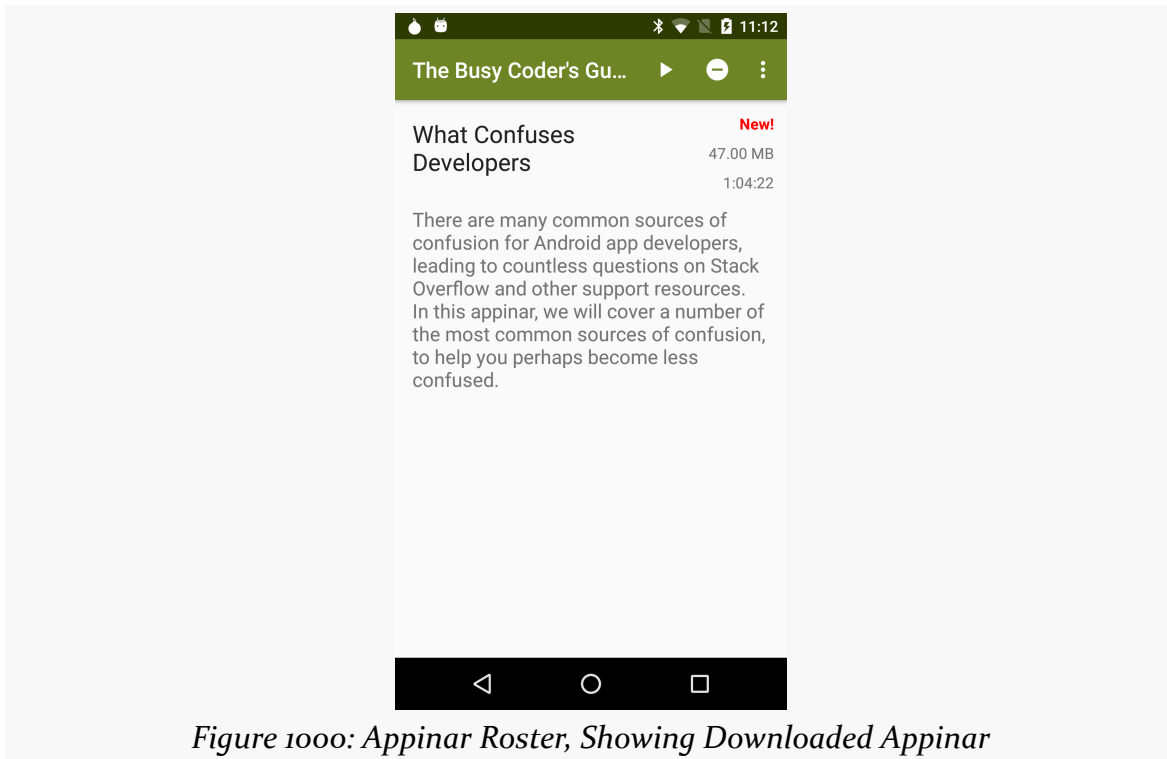 11:12
The Busy Coder's Gu...
What Confuses
Developers
New!
47.00 MB
1:04:22
There are many common sources of
confusion for Android app developers,
leading to countless questions on Stack
Overflow and other support resources.
In this appinar, we will cover a number of
the most common sources of confusion,
to help you perhaps become less
confused.
Figure 1000: Appinar Roster, Showing Downloaded Appinar